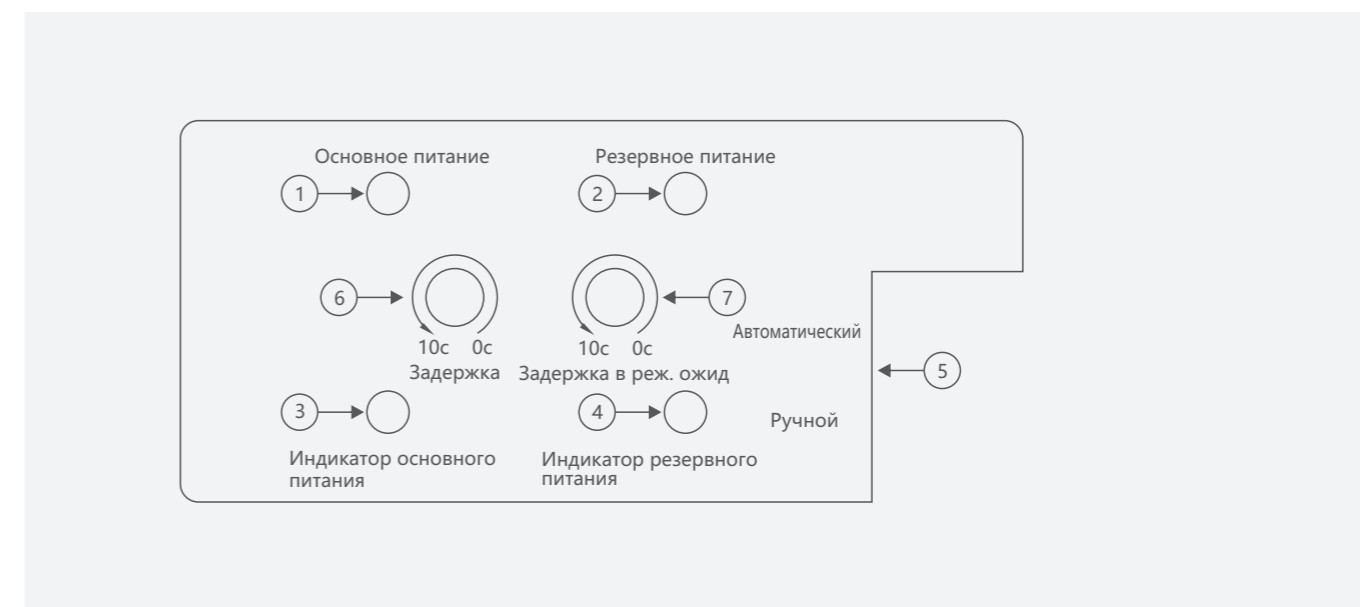 Основное питание
Резервное питание
1
2
6
7
10с 0с
10с 0с
Автоматический
Задержка
Задержка в реж. ожид
5
3
4
Ручной
Индикатор основного
питания
Индикатор резервного
питания